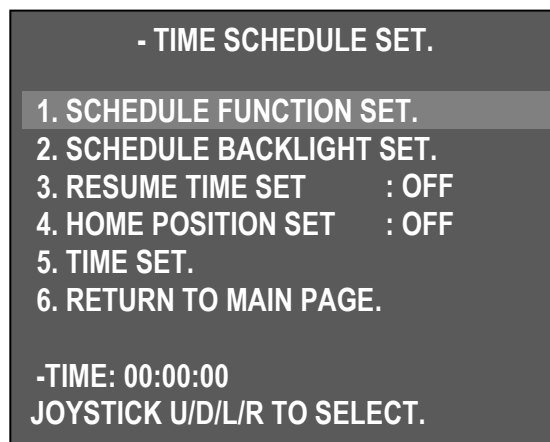 - TIME SCHEDULE SET.
1. SCHEDULE FUNCTION SET.
2. SCHEDULE BACKLIGHT SET.
3. RESUME TIME SET : OFF
4. HOME POSITION SET : OFF
5. TIME SET.
6. RETURN TO MAIN PAGE.
-TIME: 00:00:00
JOYSTICK U/D/L/R TO SELECT.